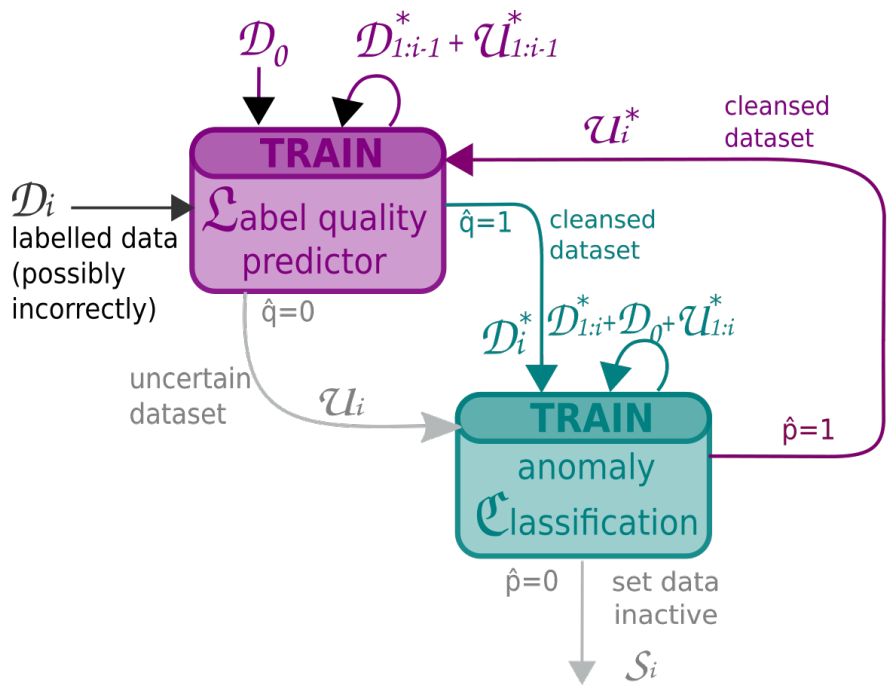 𝒟₀
𝒟*₁:ᵢ₋₁ + 𝒰*₁:ᵢ₋₁
cleansed
dataset
𝒰ᵢ*
TRAIN
𝒟ᵢ
labelled data
(possibly
incorrectly)
𝕷abel quality
predictor
q̂=1
cleansed
dataset
q̂=0
𝒟ᵢ*
𝒟*₁:ᵢ+𝒟₀+𝒰*₁:ᵢ
uncertain
dataset
𝒰ᵢ
TRAIN
p̂=1
anomaly
ℭlassification
p̂=0
set data
inactive
𝒮ᵢ